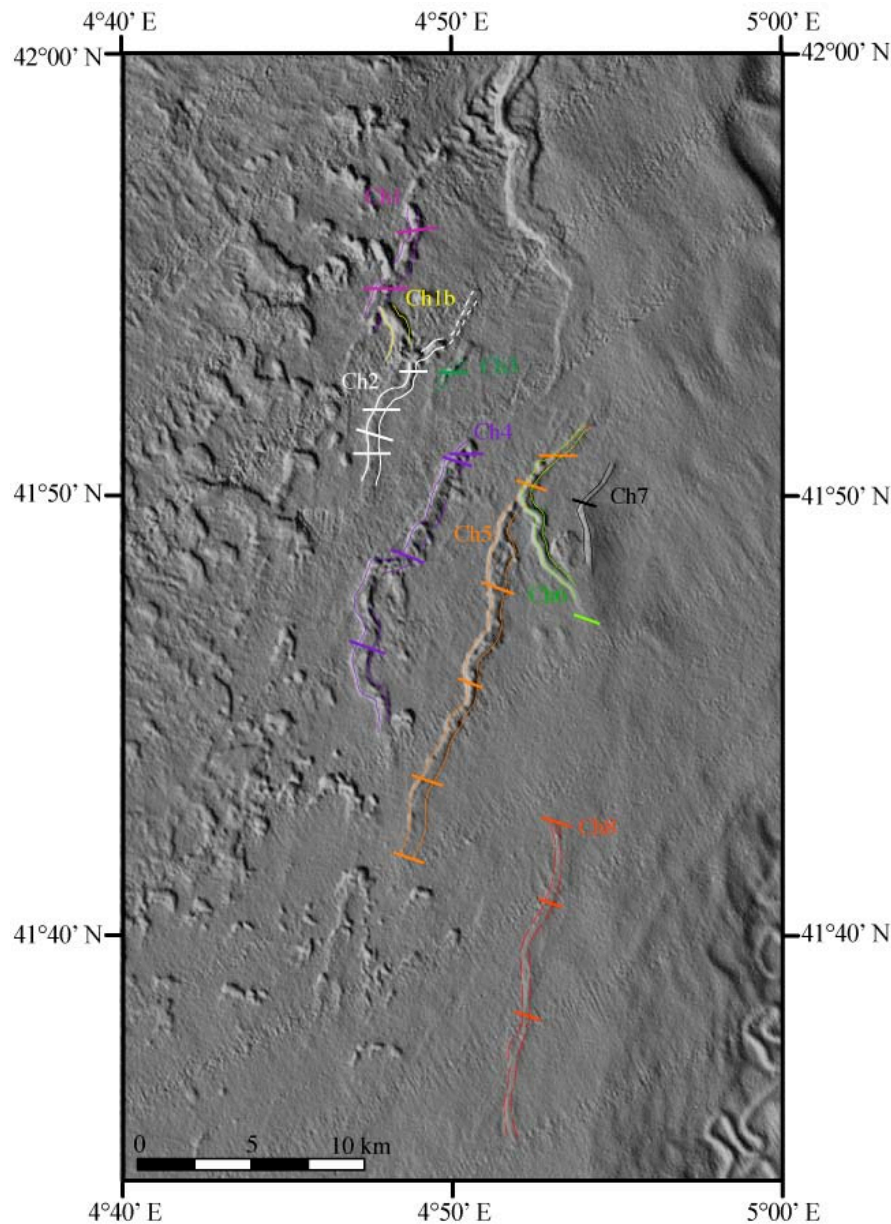 4°40' E 4°50' E 5°00' E
42°00' N 42°00' N
Ch1
Ch1b
Ch2 Ch3
Ch4
41°50' N Ch7 41°50' N
Ch5
Ch6
Ch8
41°40' N 41°40' N
0 5 10 km
4°40' E 4°50' E 5°00' E